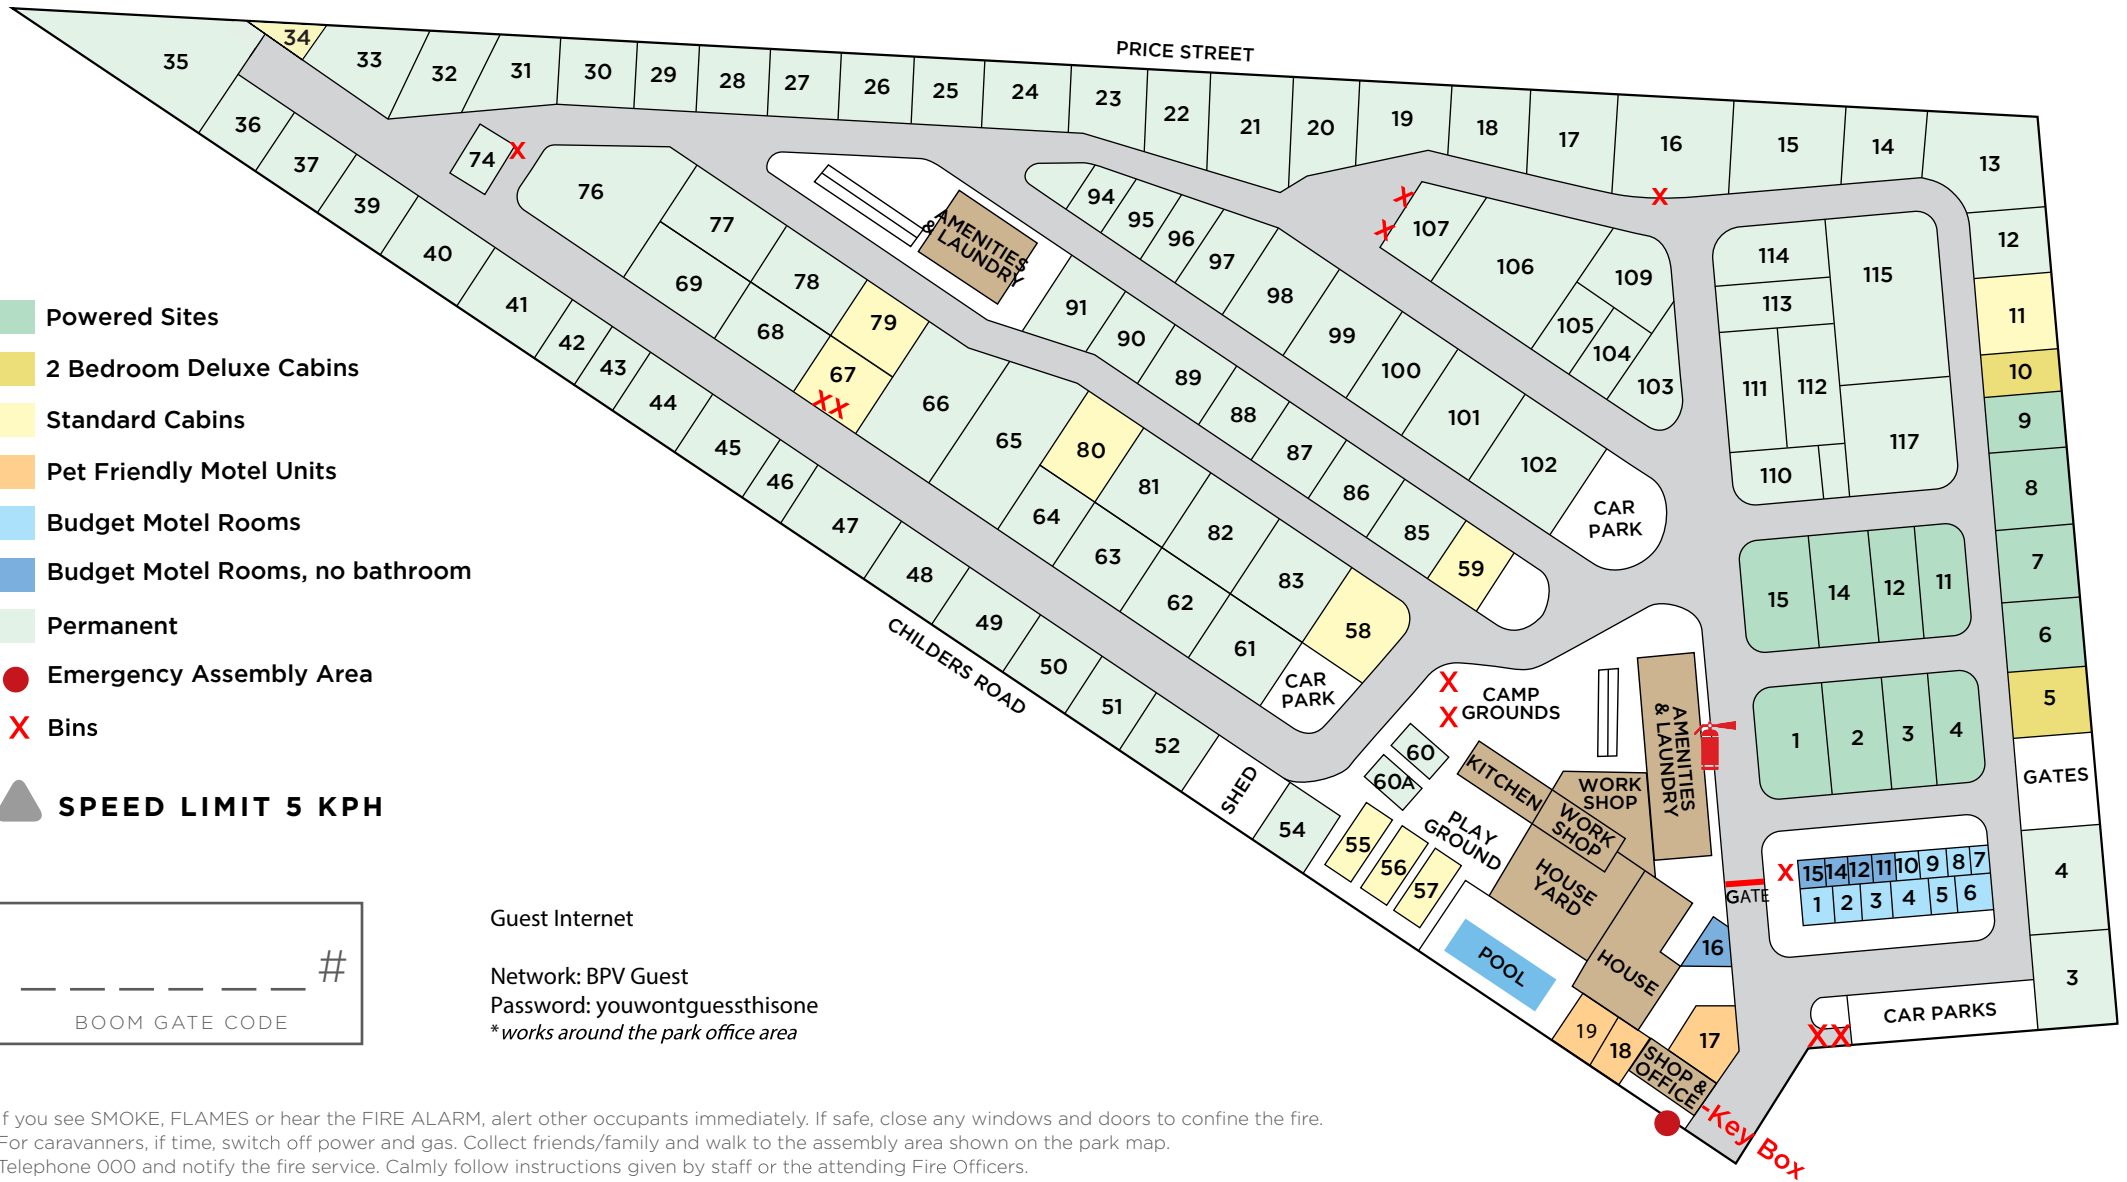 PRICE STREET
34
35
33
32
31
30
29
28
27
26
25
24
23
22
21
20
19
18
17
16
15
14
13
36
37
39
40
41
42
43
44
45
46
47
48
49
50
51
52
SHED
54
74
X
76
77
78
79
69
68
67
XX
66
65
80
64
81
63
82
62
83
61
58
CAR
PARK
AMENITIES
& LAUNDRY
91
90
89
88
87
86
85
59
94
95
96
97
98
99
100
101
102
CAR
PARK
X
X
107
106
109
105
104
103
X
114
113
115
111
112
110
117
12
11
10
9
8
7
6
5
GATES
4
3
15
14
12
11
1
2
3
4
X
15
14
12
11
10
9
8
7
1
2
3
4
5
6
GATE
CAR PARKS
XX
CHILDERS ROAD
X
X
CAMP
GROUNDS
60
60A
55
56
57
PLAY
GROUND
KITCHEN
WORK
SHOP
WORK
SHOP
AMENITIES
& LAUNDRY
HOUSE
YARD
HOUSE
POOL
16
17
18
19
SHOP &
OFFICE
-Key Box
Powered Sites
2 Bedroom Deluxe Cabins
Standard Cabins
Pet Friendly Motel Units
Budget Motel Rooms
Budget Motel Rooms, no bathroom
Permanent
Emergency Assembly Area
X Bins
SPEED LIMIT 5 KPH
_ _ _ _ _ _ #
BOOM GATE CODE
Guest Internet
Network: BPV Guest
Password: youwontguessthisone
*works around the park office area
f you see SMOKE, FLAMES or hear the FIRE ALARM, alert other occupants immediately. If safe, close any windows and doors to confine the fire.
For caravanners, if time, switch off power and gas. Collect friends/family and walk to the assembly area shown on the park map.
Telephone 000 and notify the fire service. Calmly follow instructions given by staff or the attending Fire Officers.